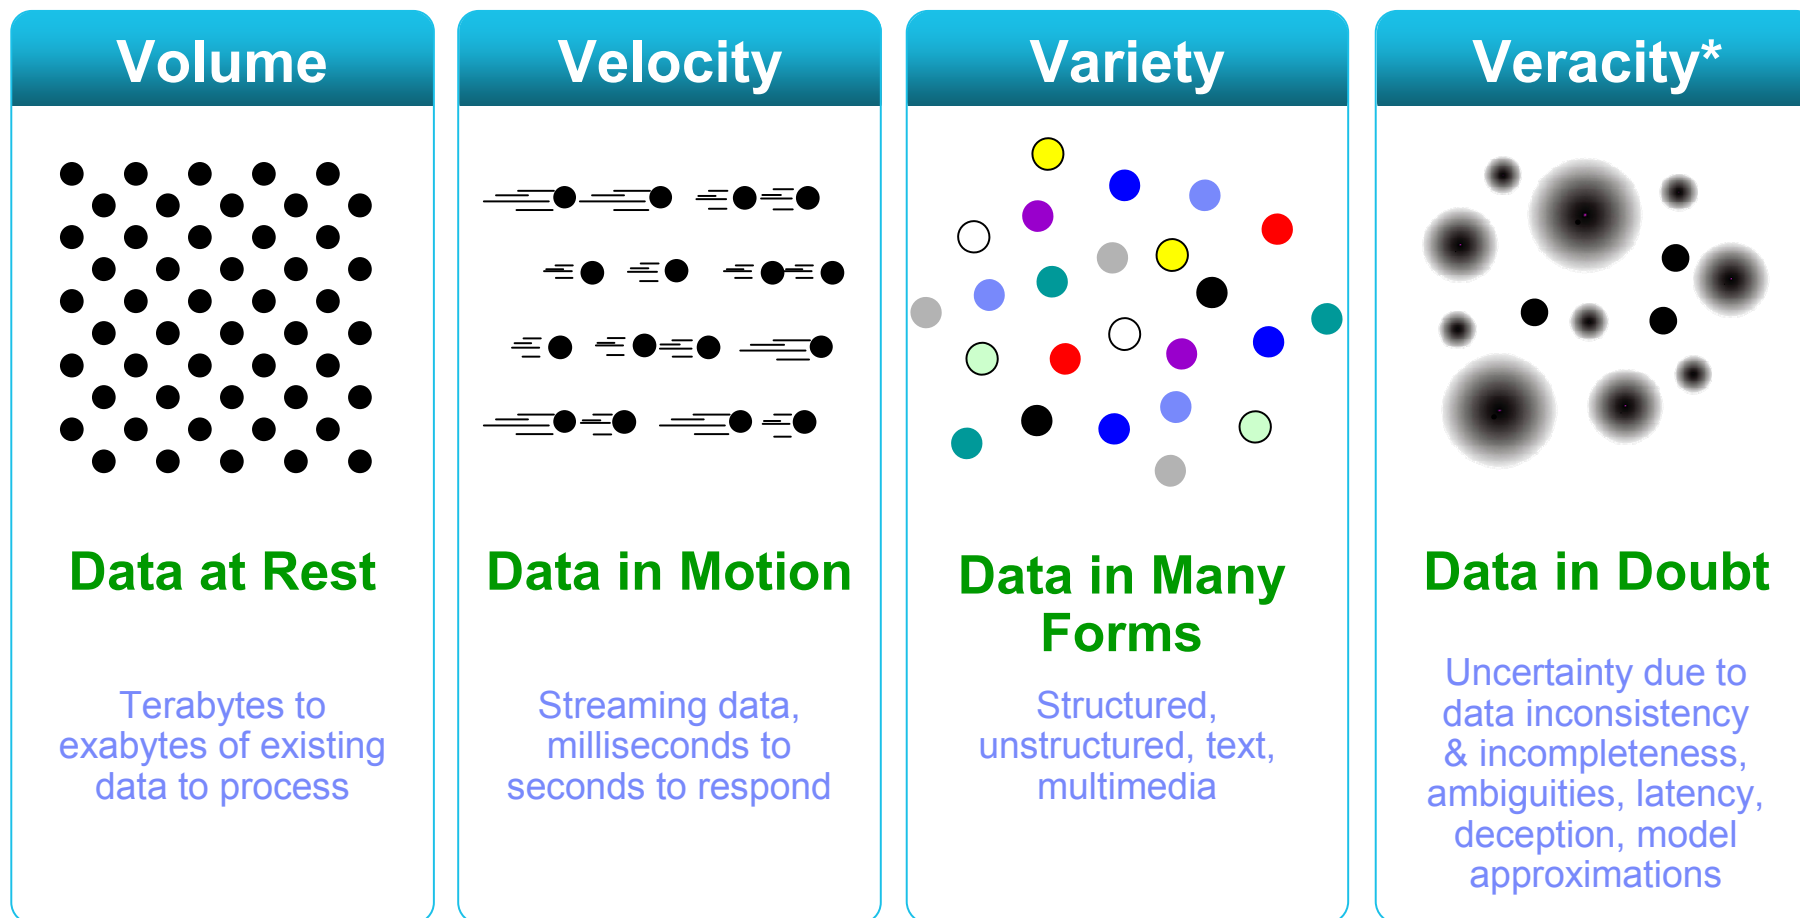 Volume
Data at Rest
Terabytes to
exabytes of existing
data to process
Velocity
Data in Motion
Streaming data,
milliseconds to
seconds to respond
Variety
Data in Many
Forms
Structured,
unstructured, text,
multimedia
Veracity*
Data in Doubt
Uncertainty due to
data inconsistency
& incompleteness,
ambiguities, latency,
deception, model
approximations